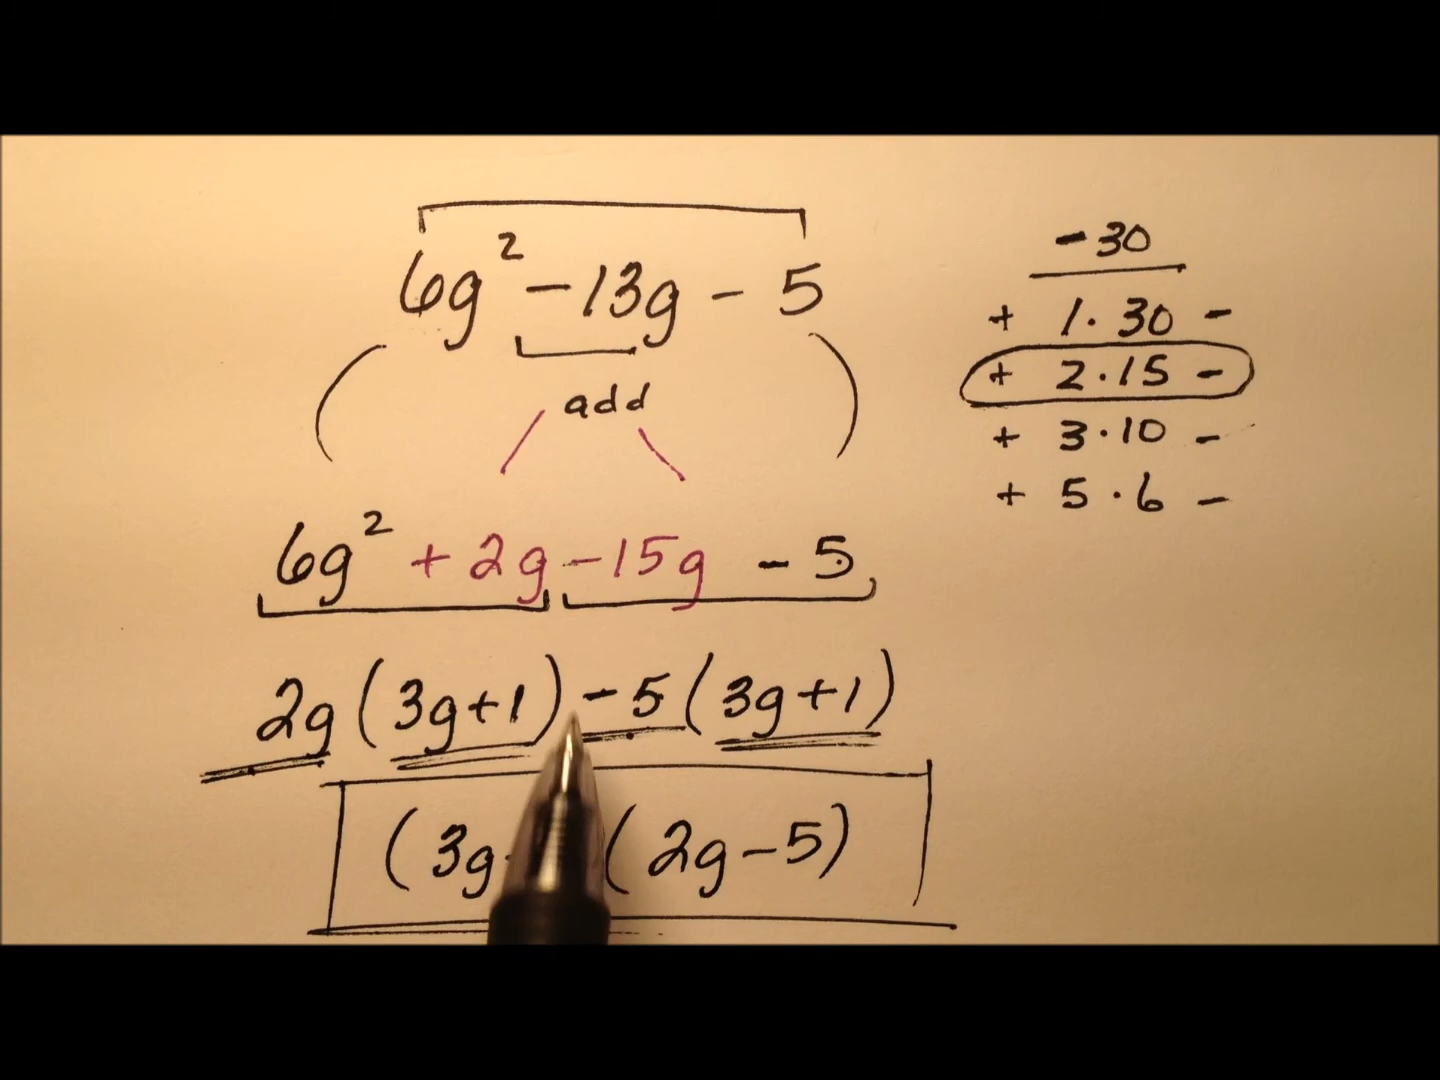 6g² - 13g - 5
add
6g² + 2g - 15g - 5
2g (3g+1) - 5 (3g+1)
(3g (2g - 5)
- 30
+ 1 · 30 -
+ 2 · 15 -
+ 3 · 10 -
+ 5 · 6 -